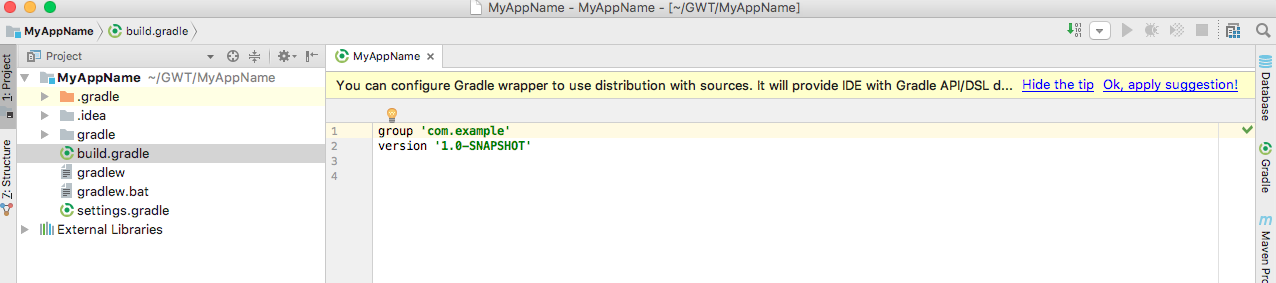 MyAppName - MyAppName - [~/GWT/MyAppName]
MyAppName build.gradle
Project
MyAppName
You can configure Gradle wrapper to use distribution with sources. It will provide IDE with Gradle API/DSL d... Hide the tip Ok, apply suggestion!
1: Project
Z: Structure
MyAppName ~/GWT/MyAppName
.gradle
.idea
gradle
build.gradle
gradlew
gradlew.bat
settings.gradle
External Libraries
1 group 'com.example'
2 version '1.0-SNAPSHOT'
3
4
Database
Gradle
m
Maven Pro